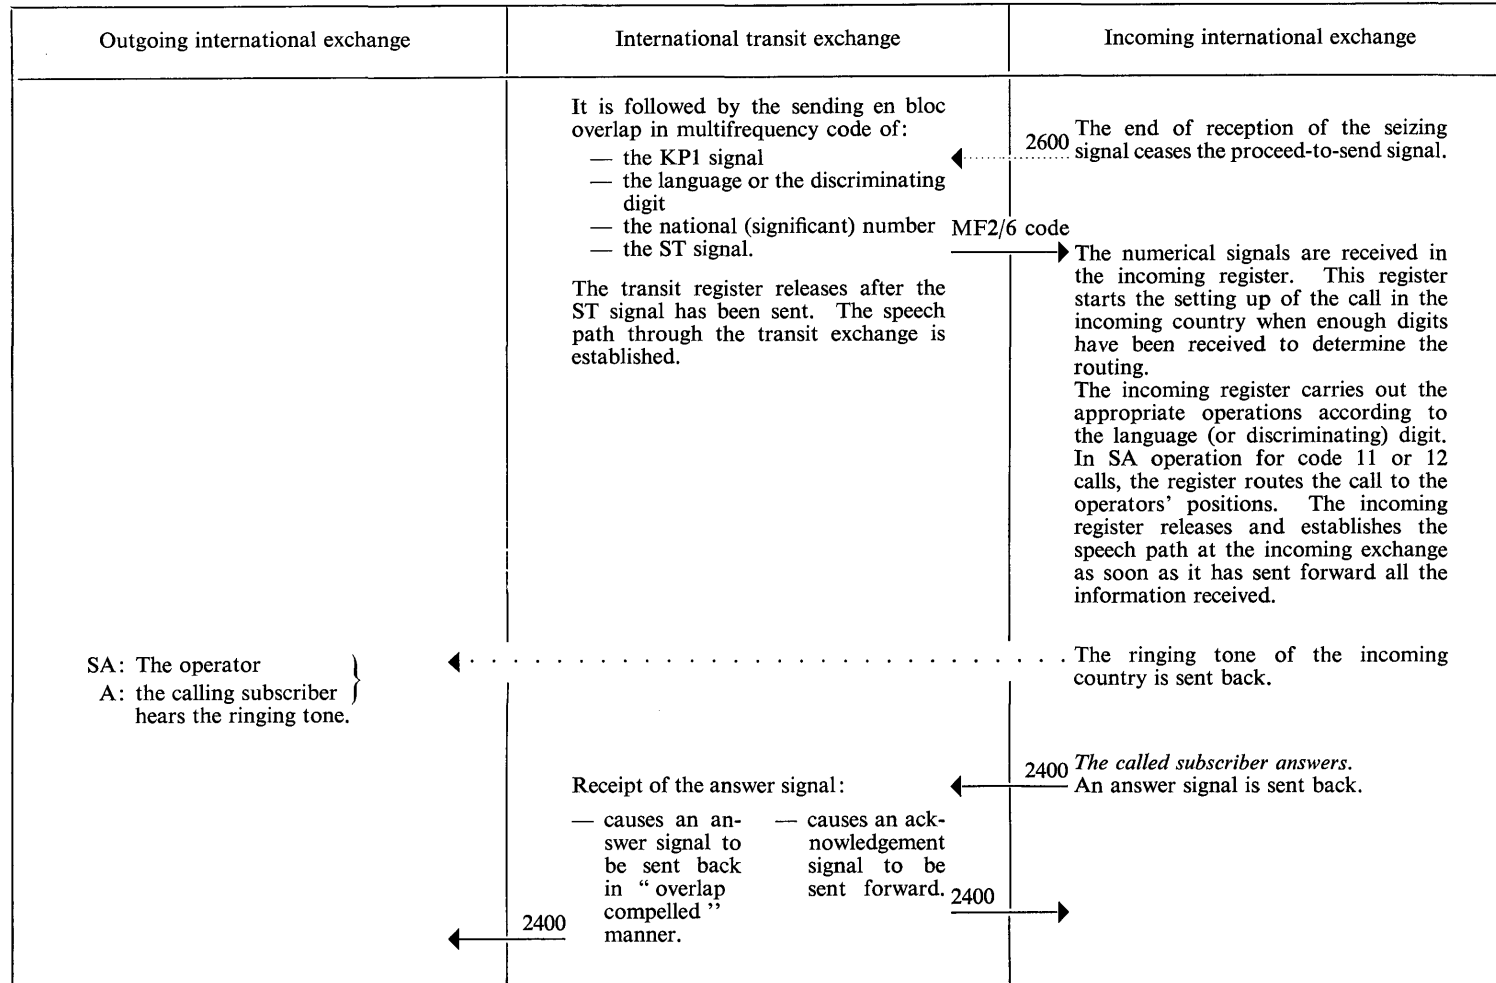 Outgoing international exchange
International transit exchange
Incoming international exchange
It is followed by the sending en bloc
overlap in multifrequency code of:
— the KP1 signal
— the language or the discriminating
digit
— the national (significant) number
— the ST signal.
2600
The end of reception of the seizing
signal ceases the proceed-to-send signal.
MF2/6 code
The transit register releases after the
ST signal has been sent. The speech
path through the transit exchange is
established.
The numerical signals are received in
the incoming register. This register
starts the setting up of the call in the
incoming country when enough digits
have been received to determine the
routing.
The incoming register carries out the
appropriate operations according to
the language (or discriminating) digit.
In SA operation for code 11 or 12
calls, the register routes the call to the
operators’ positions. The incoming
register releases and establishes the
speech path at the incoming exchange
as soon as it has sent forward all the
information received.
SA: The operator
A: the calling subscriber
hears the ringing tone.
The ringing tone of the incoming
country is sent back.
2400
The called subscriber answers.
An answer signal is sent back.
Receipt of the answer signal:
— causes an an-
swer signal to
be sent back
in “ overlap
compelled ”
manner.
— causes an ack-
nowledgement
signal to be
sent forward.
2400
2400